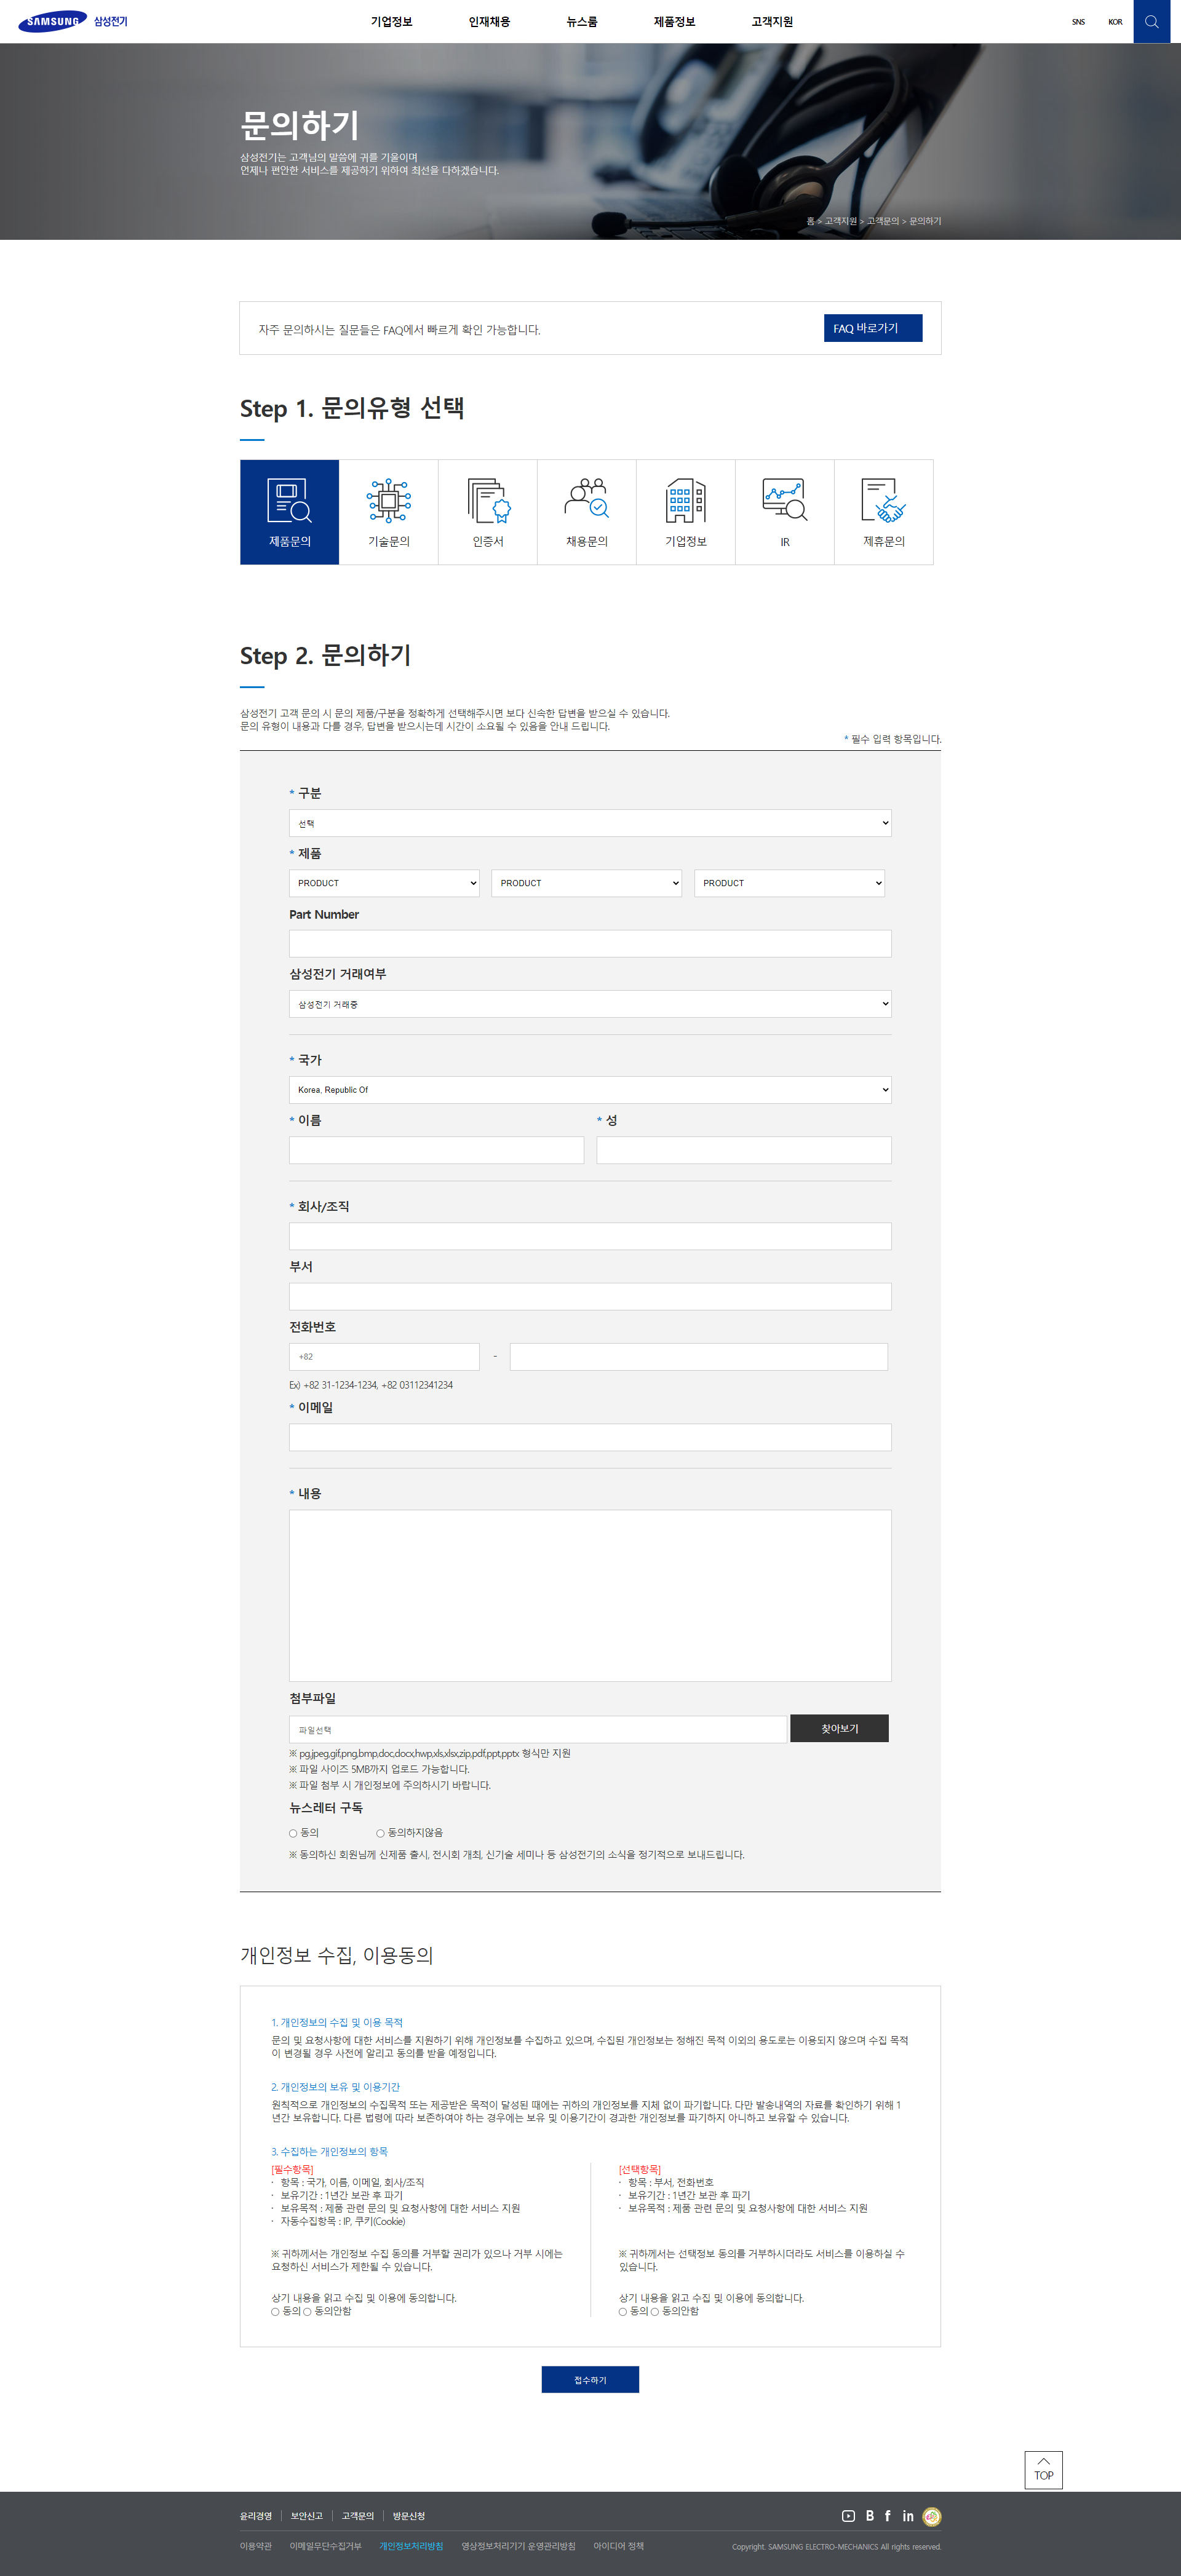 SAMSUNG 삼성전기
기업정보 인재채용 뉴스룸 제품정보 고객지원
SNS KOR
문의하기
삼성전기는 고객님의 말씀에 귀를 기울이며
언제나 편안한 서비스를 제공하기 위하여 최선을 다하겠습니다.
홈 > 고객지원 > 고객문의 > 문의하기
자주 문의하시는 질문들은 FAQ에서 빠르게 확인 가능합니다.
FAQ 바로가기
Step 1. 문의유형 선택
제품문의 기술문의 인증서 채용문의 기업정보 IR 제휴문의
Step 2. 문의하기
삼성전기 고객 문의 시 문의 제품/구분을 정확하게 선택해주시면 보다 신속한 답변을 받으실 수 있습니다.
문의 유형이 내용과 다를 경우, 답변을 받으시는데 시간이 소요될 수 있음을 안내 드립니다.
* 필수 입력 항목입니다.
* 구분
선택
* 제품
PRODUCT PRODUCT PRODUCT
Part Number
삼성전기 거래여부
삼성전기 거래중
* 국가
Korea, Republic Of
* 이름 * 성
* 회사/조직
부서
전화번호
+82 -
Ex) +82 31-1234-1234, +82 03112341234
* 이메일
* 내용
첨부파일
파일선택 찾아보기
※ pg,jpeg,gif,png,bmp,doc,docx,hwp,xls,xlsx,zip,pdf,ppt,pptx 형식만 지원
※ 파일 사이즈 5MB까지 업로드 가능합니다.
※ 파일 첨부 시 개인정보에 주의하시기 바랍니다.
뉴스레터 구독
동의 동의하지않음
※ 동의하신 회원님께 신제품 출시, 전시회 개최, 신기술 세미나 등 삼성전기의 소식을 정기적으로 보내드립니다.
개인정보 수집, 이용동의
1. 개인정보의 수집 및 이용 목적
문의 및 요청사항에 대한 서비스를 지원하기 위해 개인정보를 수집하고 있으며, 수집된 개인정보는 정해진 목적 이외의 용도로는 이용되지 않으며 수집 목적
이 변경될 경우 사전에 알리고 동의를 받을 예정입니다.
2. 개인정보의 보유 및 이용기간
원칙적으로 개인정보의 수집목적 또는 제공받은 목적이 달성된 때에는 귀하의 개인정보를 지체 없이 파기합니다. 다만 발송내역의 자료를 확인하기 위해 1
년간 보유합니다. 다른 법령에 따라 보존하여야 하는 경우에는 보유 및 이용기간이 경과한 개인정보를 파기하지 아니하고 보유할 수 있습니다.
3. 수집하는 개인정보의 항목
[필수항목]
· 항목 : 국가, 이름, 이메일, 회사/조직
· 보유기간 : 1년간 보관 후 파기
· 보유목적 : 제품 관련 문의 및 요청사항에 대한 서비스 지원
· 자동수집항목 : IP, 쿠키(Cookie)
※ 귀하께서는 개인정보 수집 동의를 거부할 권리가 있으나 거부 시에는
요청하신 서비스가 제한될 수 있습니다.
상기 내용을 읽고 수집 및 이용에 동의합니다.
동의 동의안함
[선택항목]
· 항목 : 부서, 전화번호
· 보유기간 : 1년간 보관 후 파기
· 보유목적 : 제품 관련 문의 및 요청사항에 대한 서비스 지원
※ 귀하께서는 선택정보 동의를 거부하시더라도 서비스를 이용하실 수
있습니다.
상기 내용을 읽고 수집 및 이용에 동의합니다.
동의 동의안함
접수하기
TOP
윤리경영 보안신고 고객문의 방문신청
이용약관 이메일무단수집거부 개인정보처리방침 영상정보처리기기 운영관리방침 아이디어 정책
Copyright. SAMSUNG ELECTRO-MECHANICS All rights reserved.